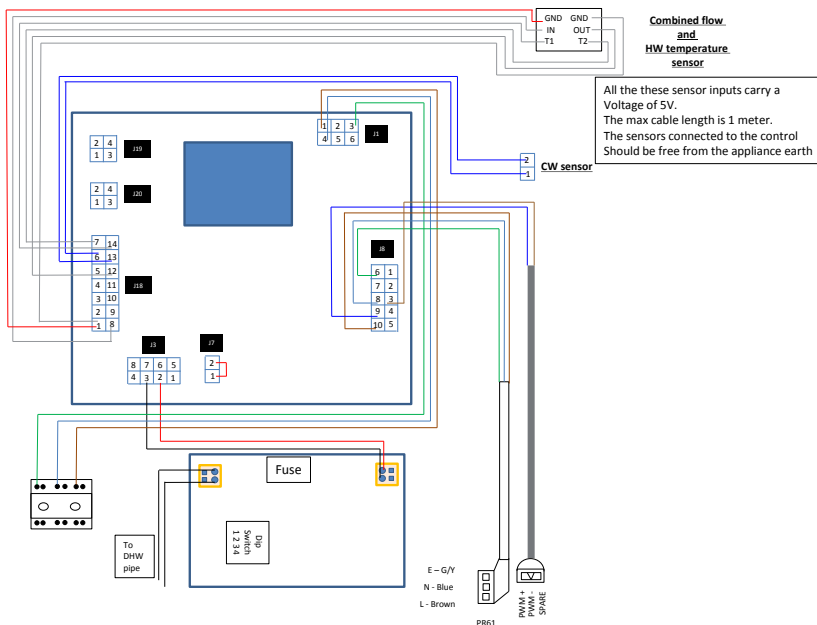 GND GND
IN OUT
T1 T2
Combined flow
and
HW temperature
sensor
All the these sensor inputs carry a
Voltage of 5V.
The max cable length is 1 meter.
The sensors connected to the control
Should be free from the appliance earth
2
1
CW sensor
1 2 3
4 5 6
J1
2 4
1 3
J19
2 4
1 3
J20
7 14
6 13
5 12
4 11
3 10
2 9
1 8
J18
J8
6 1
7 2
8 3
9 4
10 5
J3
8 7 6 5
4 3 2 1
J7
2
1
Fuse
Dip
Switch
1 2 3 4
To
DHW
pipe
E – G/Y
N - Blue
L - Brown
PR61
PWM +
PWM -
SPARE